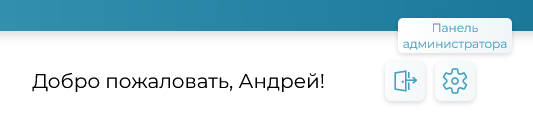 Панель
администратора
Добро пожаловать, Андрей!